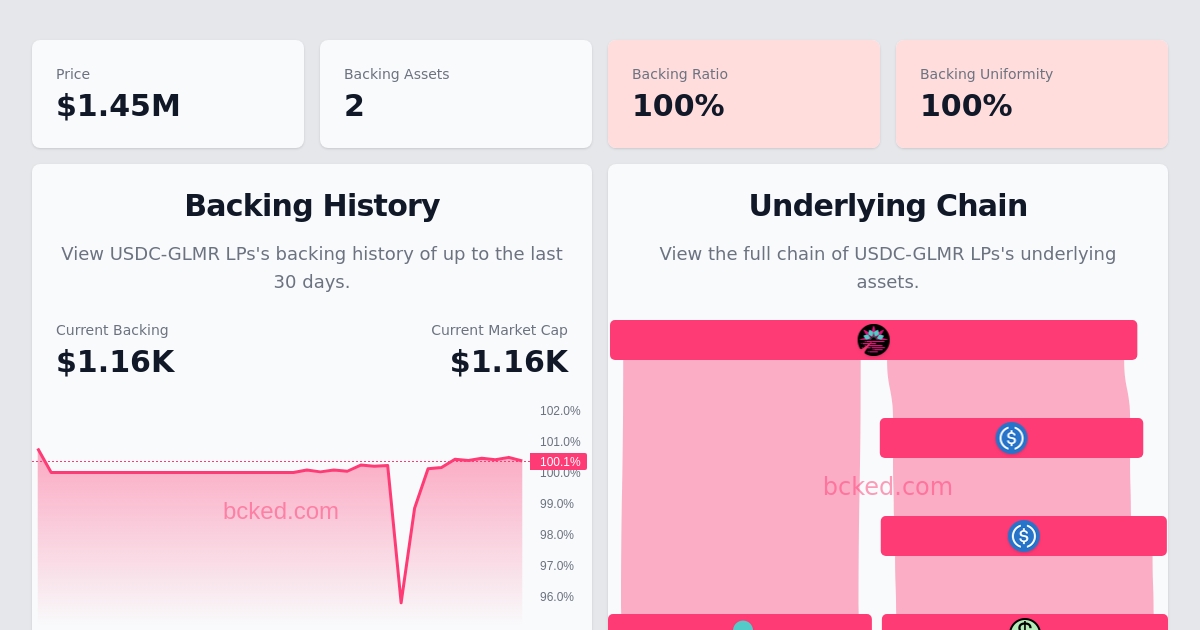 Price
$1.45M
Backing Assets
2
Backing Ratio
100%
Backing Uniformity
100%
Backing History
View USDC-GLMR LPs's backing history of up to the last
30 days.
Current Backing
$1.16K
Current Market Cap
$1.16K
102.0%
101.0%
100.1%
100.0%
99.0%
98.0%
97.0%
96.0%
bcked.com
Underlying Chain
View the full chain of USDC-GLMR LPs's underlying
assets.
bcked.com